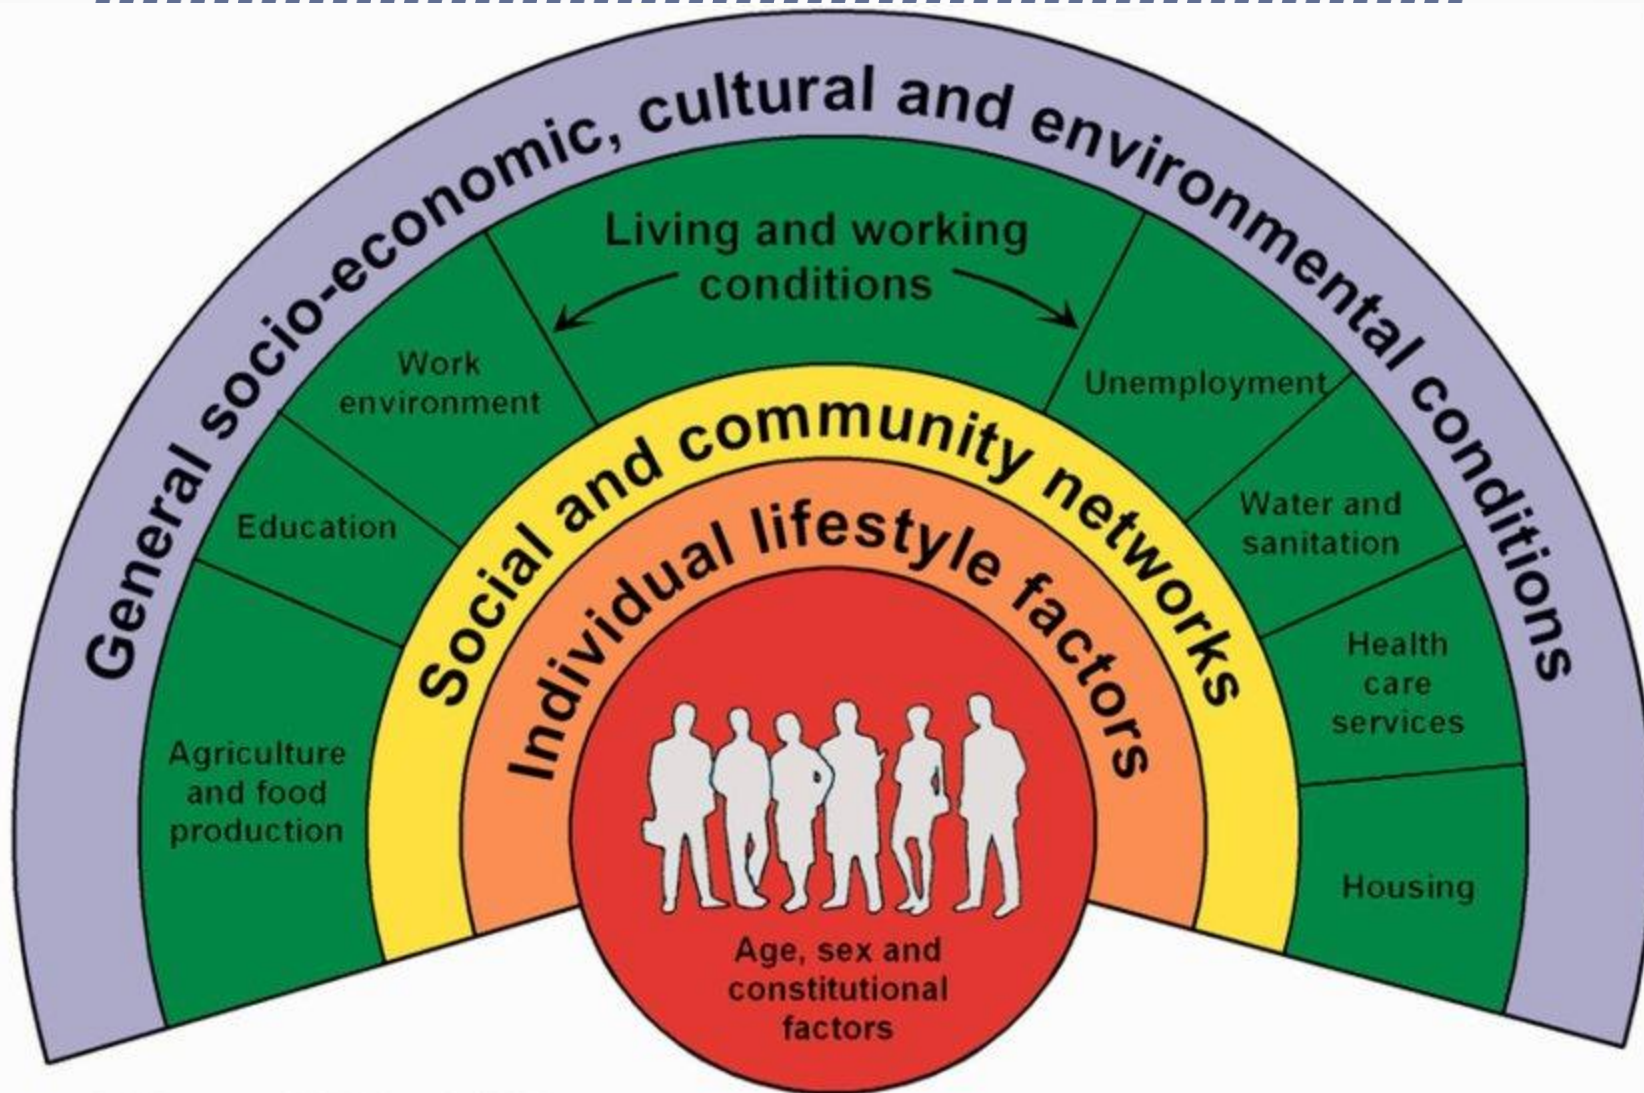 General socio-economic, cultural and environmental conditions
Living and working
conditions
Work
environment
Unemployment
Education
Water and
sanitation
Agriculture
and food
production
Health
care
services
Housing
Social and community networks
Individual lifestyle factors
Age, sex and
constitutional
factors